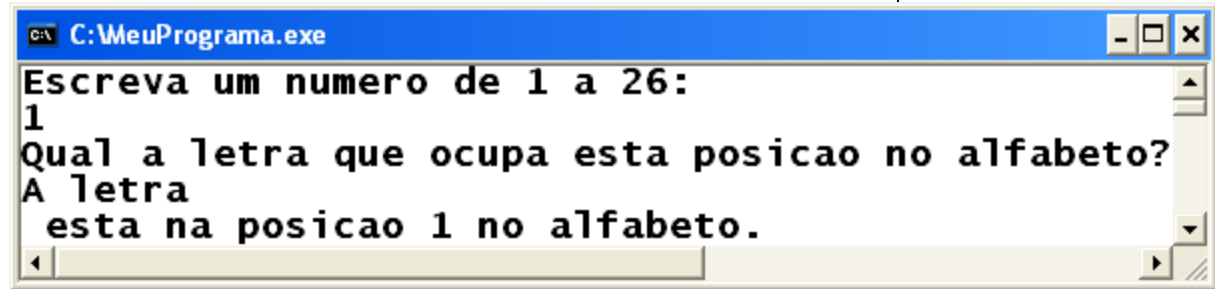 C:\MeuPrograma.exe
Escreva um numero de 1 a 26:
1
Qual a letra que ocupa esta posicao no alfabeto?
A letra
 esta na posicao 1 no alfabeto.